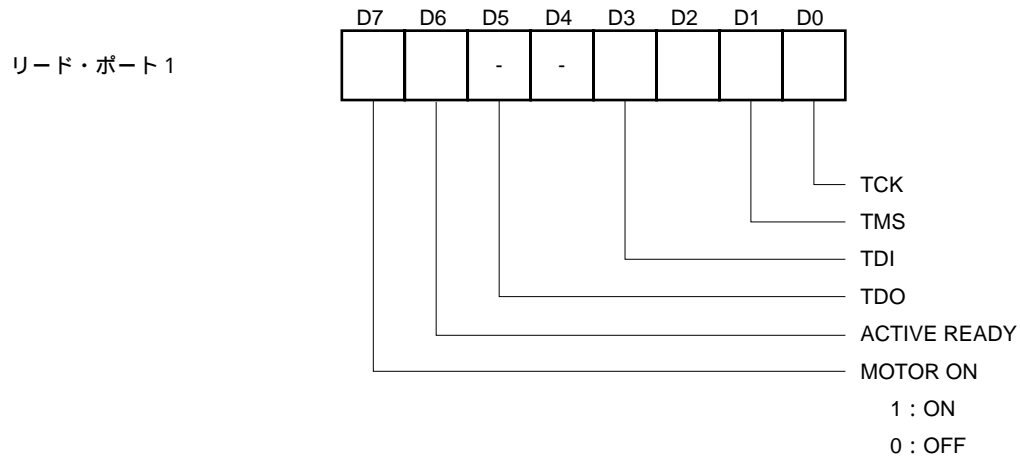 D7 D6 D5 D4 D3 D2 D1 D0
リード・ポート1
- -
TCK
TMS
TDI
TDO
ACTIVE READY
MOTOR ON
1：ON
0：OFF